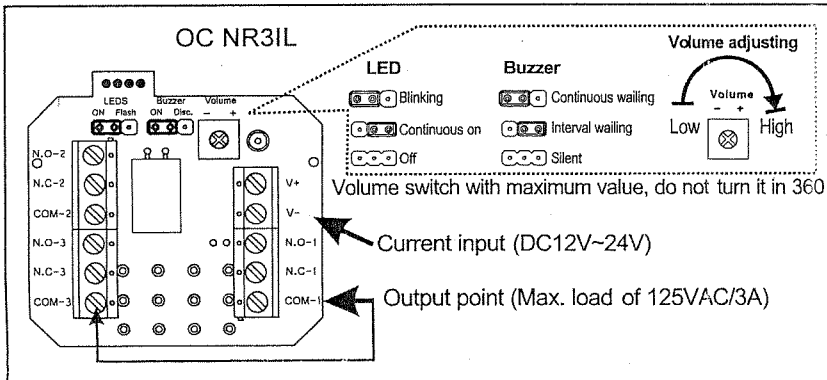 OC NR3IL
Volume adjusting
LED
Buzzer
Volume
− +
Low
High
Blinking
Continuous wailing
Continuous on
Interval wailing
Off
Silent
LEDS
Buzzer
Volume
ON Flash
ON Disc.
− +
N.O-2
N.C-2
COM-2
N.O-3
N.C-3
COM-3
V+
V-
N.O-1
N.C-1
COM-1
Volume switch with maximum value, do not turn it in 360
Current input (DC12V~24V)
Output point (Max. load of 125VAC/3A)